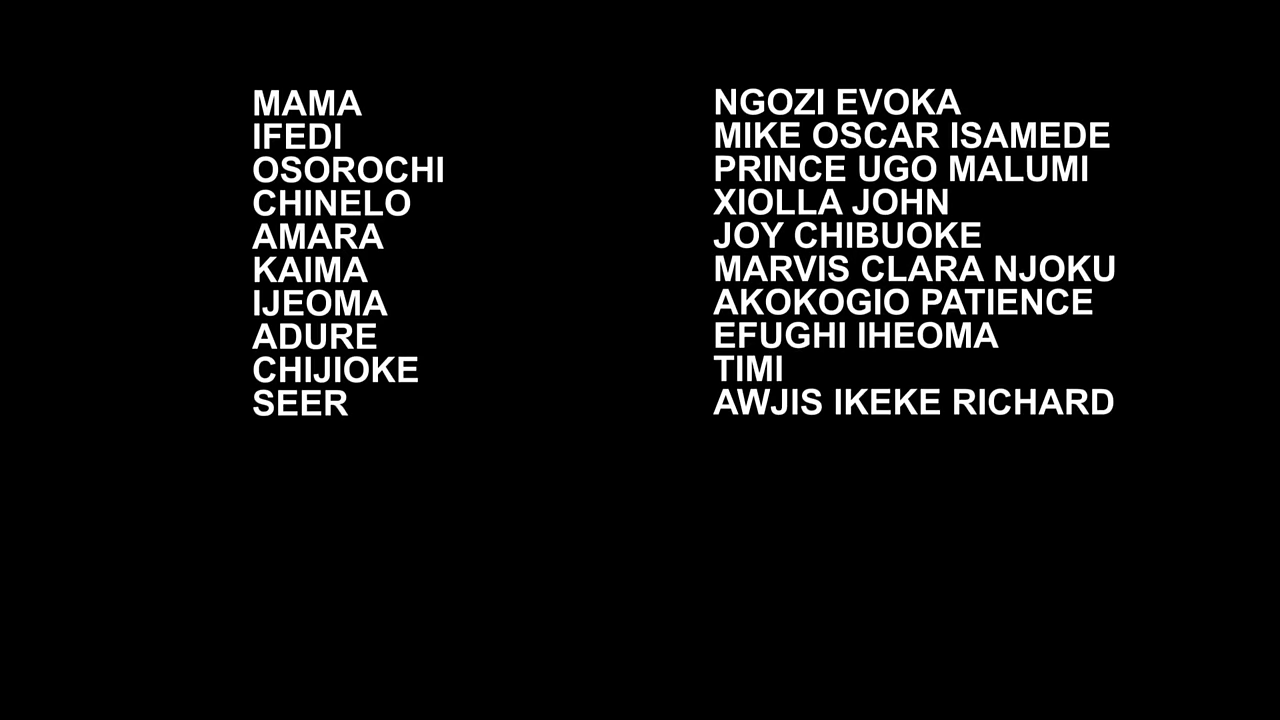 MAMA NGOZI EVOKA
IFEDI MIKE OSCAR ISAMEDE
OSOROCHI PRINCE UGO MALUMI
CHINELO XIOLLA JOHN
AMARA JOY CHIBUOKE
KAIMA MARVIS CLARA NJOKU
IJEOMA AKOKOGIO PATIENCE
ADURE EFUGHI IHEOMA
CHIJIOKE TIMI
SEER AWJIS IKEKE RICHARD